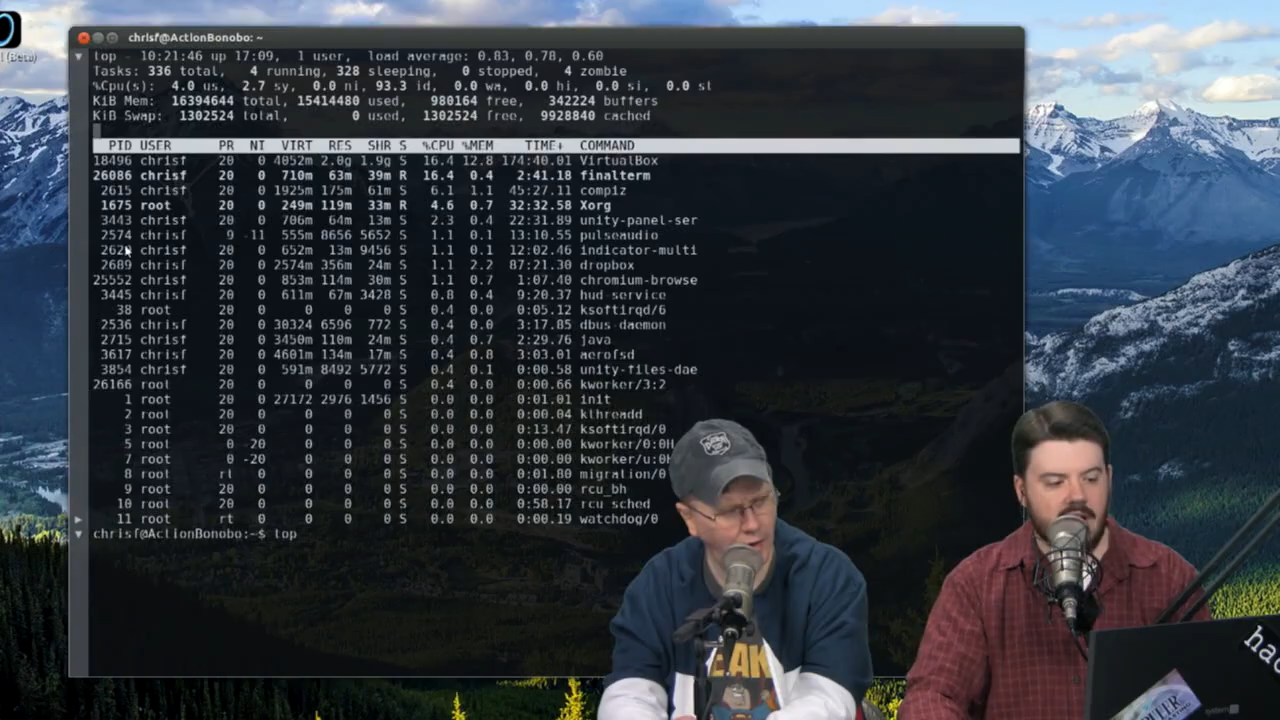 (Beta)
chrisf@ActionBonobo: ~
top - 10:21:46 up 17:09, 1 user, load average: 0.83, 0.78, 0.60
Tasks: 336 total, 4 running, 328 sleeping, 0 stopped, 4 zombie
%Cpu(s): 4.0 us, 2.7 sy, 0.0 ni, 93.3 id, 0.0 wa, 0.0 hi, 0.0 si, 0.0 st
KiB Mem: 16394644 total, 15414480 used, 980164 free, 342224 buffers
KiB Swap: 1302524 total, 0 used, 1302524 free, 9928840 cached
PID USER PR NI VIRT RES SHR S %CPU %MEM TIME+ COMMAND
18496 chrisf 20 0 4052m 2.0g 1.9g S 16.4 12.8 174:40.01 VirtualBox
26086 chrisf 20 0 710m 63m 39m R 16.4 0.4 2:41.18 finalterm
2615 chrisf 20 0 1925m 175m 61m S 6.1 1.1 45:27.11 compiz
1675 root 20 0 249m 119m 33m R 4.6 0.7 32:32.58 Xorg
3443 chrisf 20 0 706m 64m 13m S 2.3 0.4 22:31.89 unity-panel-ser
2574 chrisf 9 -11 555m 8656 5652 S 1.1 0.1 13:10.55 pulseaudio
chrisf 20 0 652m 13m 9456 S 1.1 0.1 12:02.46 indicator-multi
2689 chrisf 20 0 2574m 356m 24m S 1.1 2.2 87:21.30 dropbox
25552 chrisf 20 0 853m 114m 30m S 1.1 0.7 1:07.40 chromium-browse
3445 chrisf 20 0 611m 67m 3428 S 0.8 0.4 9:20.37 hud-service
38 root 20 0 0 0 0 S 0.4 0.0 0:05.12 ksoftirqd/6
2536 chrisf 20 0 30324 6596 772 S 0.4 0.0 3:17.85 dbus-daemon
2715 chrisf 20 0 3450m 110m 24m S 0.4 0.7 2:29.76 java
3617 chrisf 20 0 4601m 134m 17m S 0.4 0.8 3:03.01 aerofsd
3854 chrisf 20 0 591m 8492 5772 S 0.4 0.1 0:00.58 unity-files-dae
26166 root 20 0 0 0 0 S 0.4 0.0 0:00.66 kworker/3:2
1 root 20 0 27172 2976 1456 S 0.0 0.0 0:01.01 init
2 root 20 0 0 0 0 S 0.0 0.0 0:00.04 kthreadd
3 root 20 0 0 0 0 S 0.0 0.0 0:13.47 ksoftirqd/0
5 root 0 -20 0 0 0 S 0.0 0.0 0:00.00 kworker/0:0H
7 root 0 -20 0 0 0 S 0.0 0.0 0:00.00 kworker/u:0H
8 root rt 0 0 0 0 S 0.0 0.0 0:01.80 migration/0
9 root 20 0 0 0 0 S 0.0 0.0 0:00.00 rcu_bh
10 root 20 0 0 0 0 S 0.0 0.0 0:58.17 rcu_sched
11 root rt 0 0 0 0 S 0.0 0.0 0:00.19 watchdog/0
chrisf@ActionBonobo:~$ top
EAK
hac